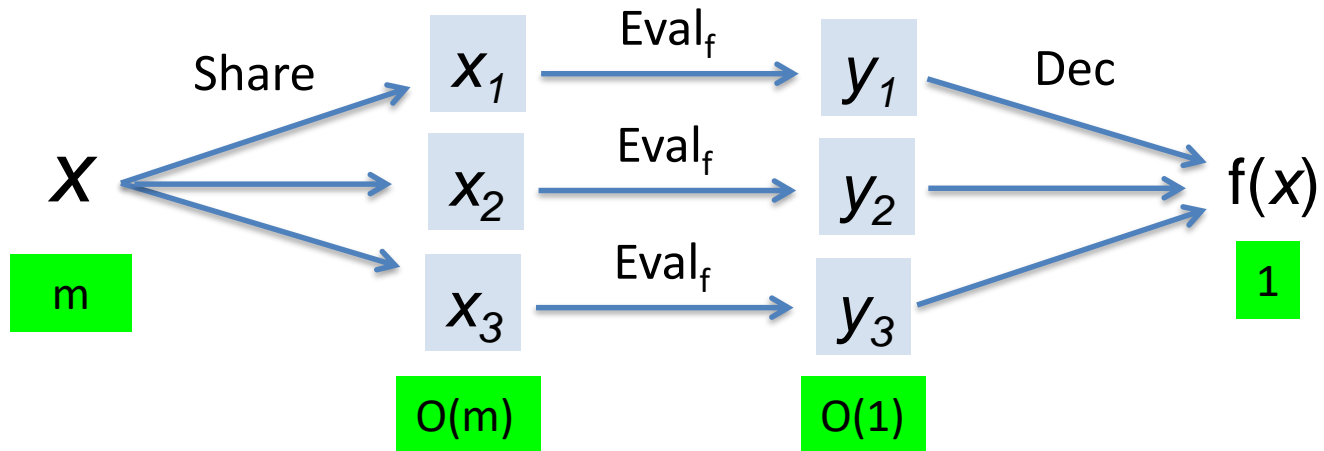 Share
x1
Evalf
y1
Dec
x
x2
Evalf
y2
f(x)
x3
Evalf
y3
m
1
O(m)
O(1)